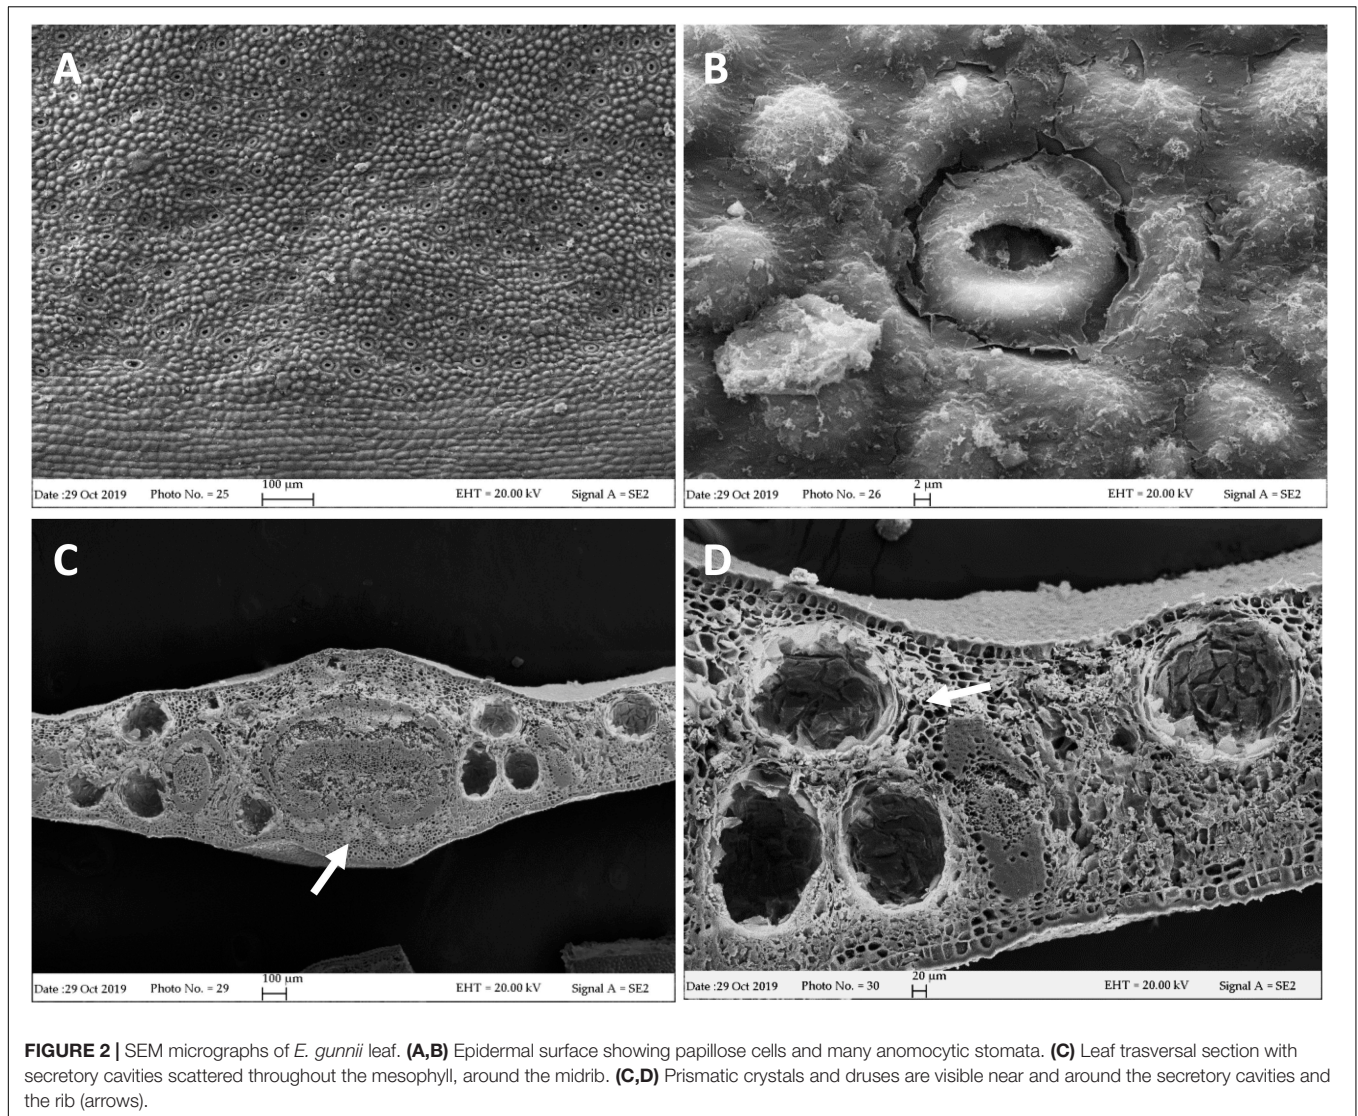 A
B
Date :29 Oct 2019 Photo No. = 25 100 µm EHT = 20.00 kV Signal A = SE2
Date :29 Oct 2019 Photo No. = 26 2 µm EHT = 20.00 kV Signal A = SE2
C
D
Date :29 Oct 2019 Photo No. = 29 100 µm EHT = 20.00 kV Signal A = SE2
Date :29 Oct 2019 Photo No. = 30 20 µm EHT = 20.00 kV Signal A = SE2
FIGURE 2 | SEM micrographs of E. gunnii leaf. (A,B) Epidermal surface showing papillose cells and many anomocytic stomata. (C) Leaf trasversal section with
secretory cavities scattered throughout the mesophyll, around the midrib. (C,D) Prismatic crystals and druses are visible near and around the secretory cavities and
the rib (arrows).